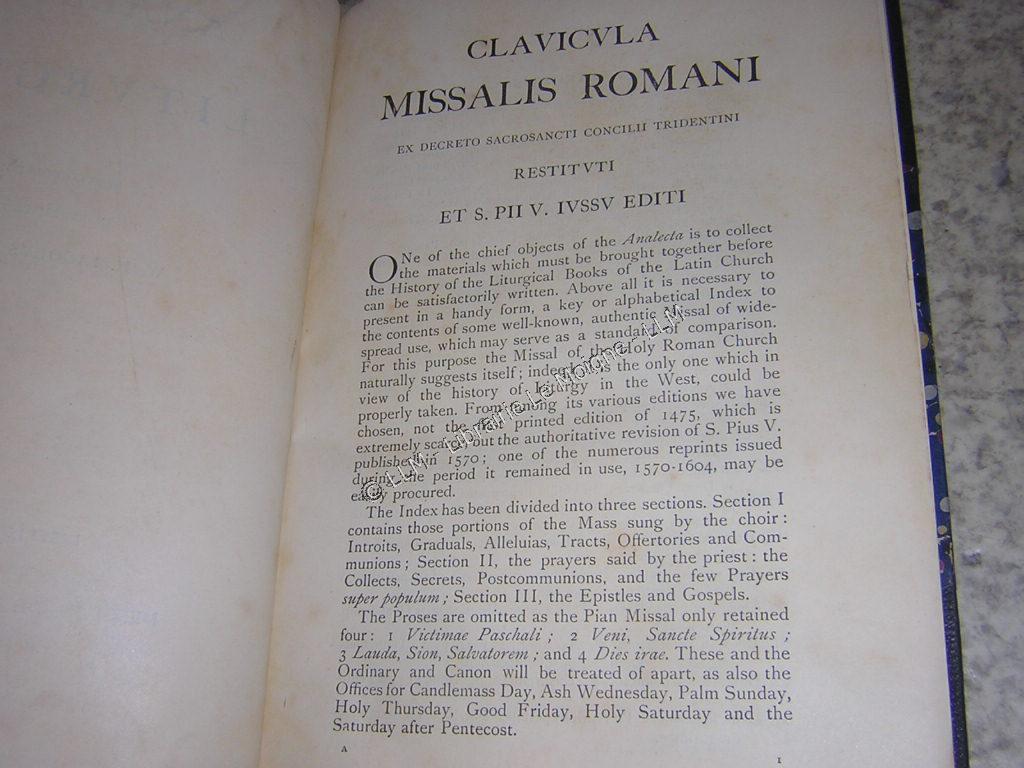 CLAVICVLA
MISSALIS ROMANI
EX DECRETO SACROSANCTI CONCILII TRIDENTINI
RESTITVTI
ET S. PII V. IVSSV EDITI
ONe of the chief objects of the Analecta is to collect
the materials which must be brought together before
the History of the Liturgical Books of the Latin Church
can be satisfactorily written. Above all it is necessary to
present in a handy form, a key or alphabetical Index to
the contents of some well-known, authentic Missal of wide-
spread use, which may serve as a standard of comparison.
For this purpose the Missal of the Holy Roman Church
naturally suggests itself; indeed it is the only one which in
view of the history of Liturgy in the West, could be
properly taken. From among its various editions we have
chosen, not the first printed edition of 1475, which is
extremely scarce, but the authoritative revision of S. Pius V.
published in 1570; one of the numerous reprints issued
during the period it remained in use, 1570-1604, may be
easily procured.
The Index has been divided into three sections. Section I
contains those portions of the Mass sung by the choir:
Introits, Graduals, Alleluias, Tracts, Offertories and Com-
munions; Section II, the prayers said by the priest: the
Collects, Secrets, Postcommunions, and the few Prayers
super populum; Section III, the Epistles and Gospels.
The Proses are omitted as the Pian Missal only retained
four: 1 Victimae Paschali; 2 Veni, Sancte Spiritus;
3 Lauda, Sion, Salvatorem; and 4 Dies irae. These and the
Ordinary and Canon will be treated of apart, as also the
Offices for Candlemass Day, Ash Wednesday, Palm Sunday,
Holy Thursday, Good Friday, Holy Saturday and the
Saturday after Pentecost.
A
1
© LLM - Librairie Le Moigne - LLM